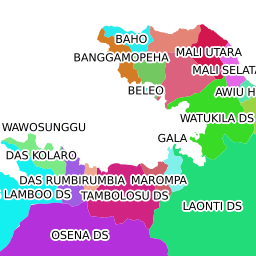 BAHO
MALI UTARA
BANGGAMOPEHA
MALI SELATA
BELEO
AWIU H
WATUKILA DS
WAWOSUNGGU
GALA
DAS KOLARO
DAS RUMBIRUMBIA
MAROMPA
LAMBOO DS
TAMBOLOSU DS
LAONTI DS
OSENA DS